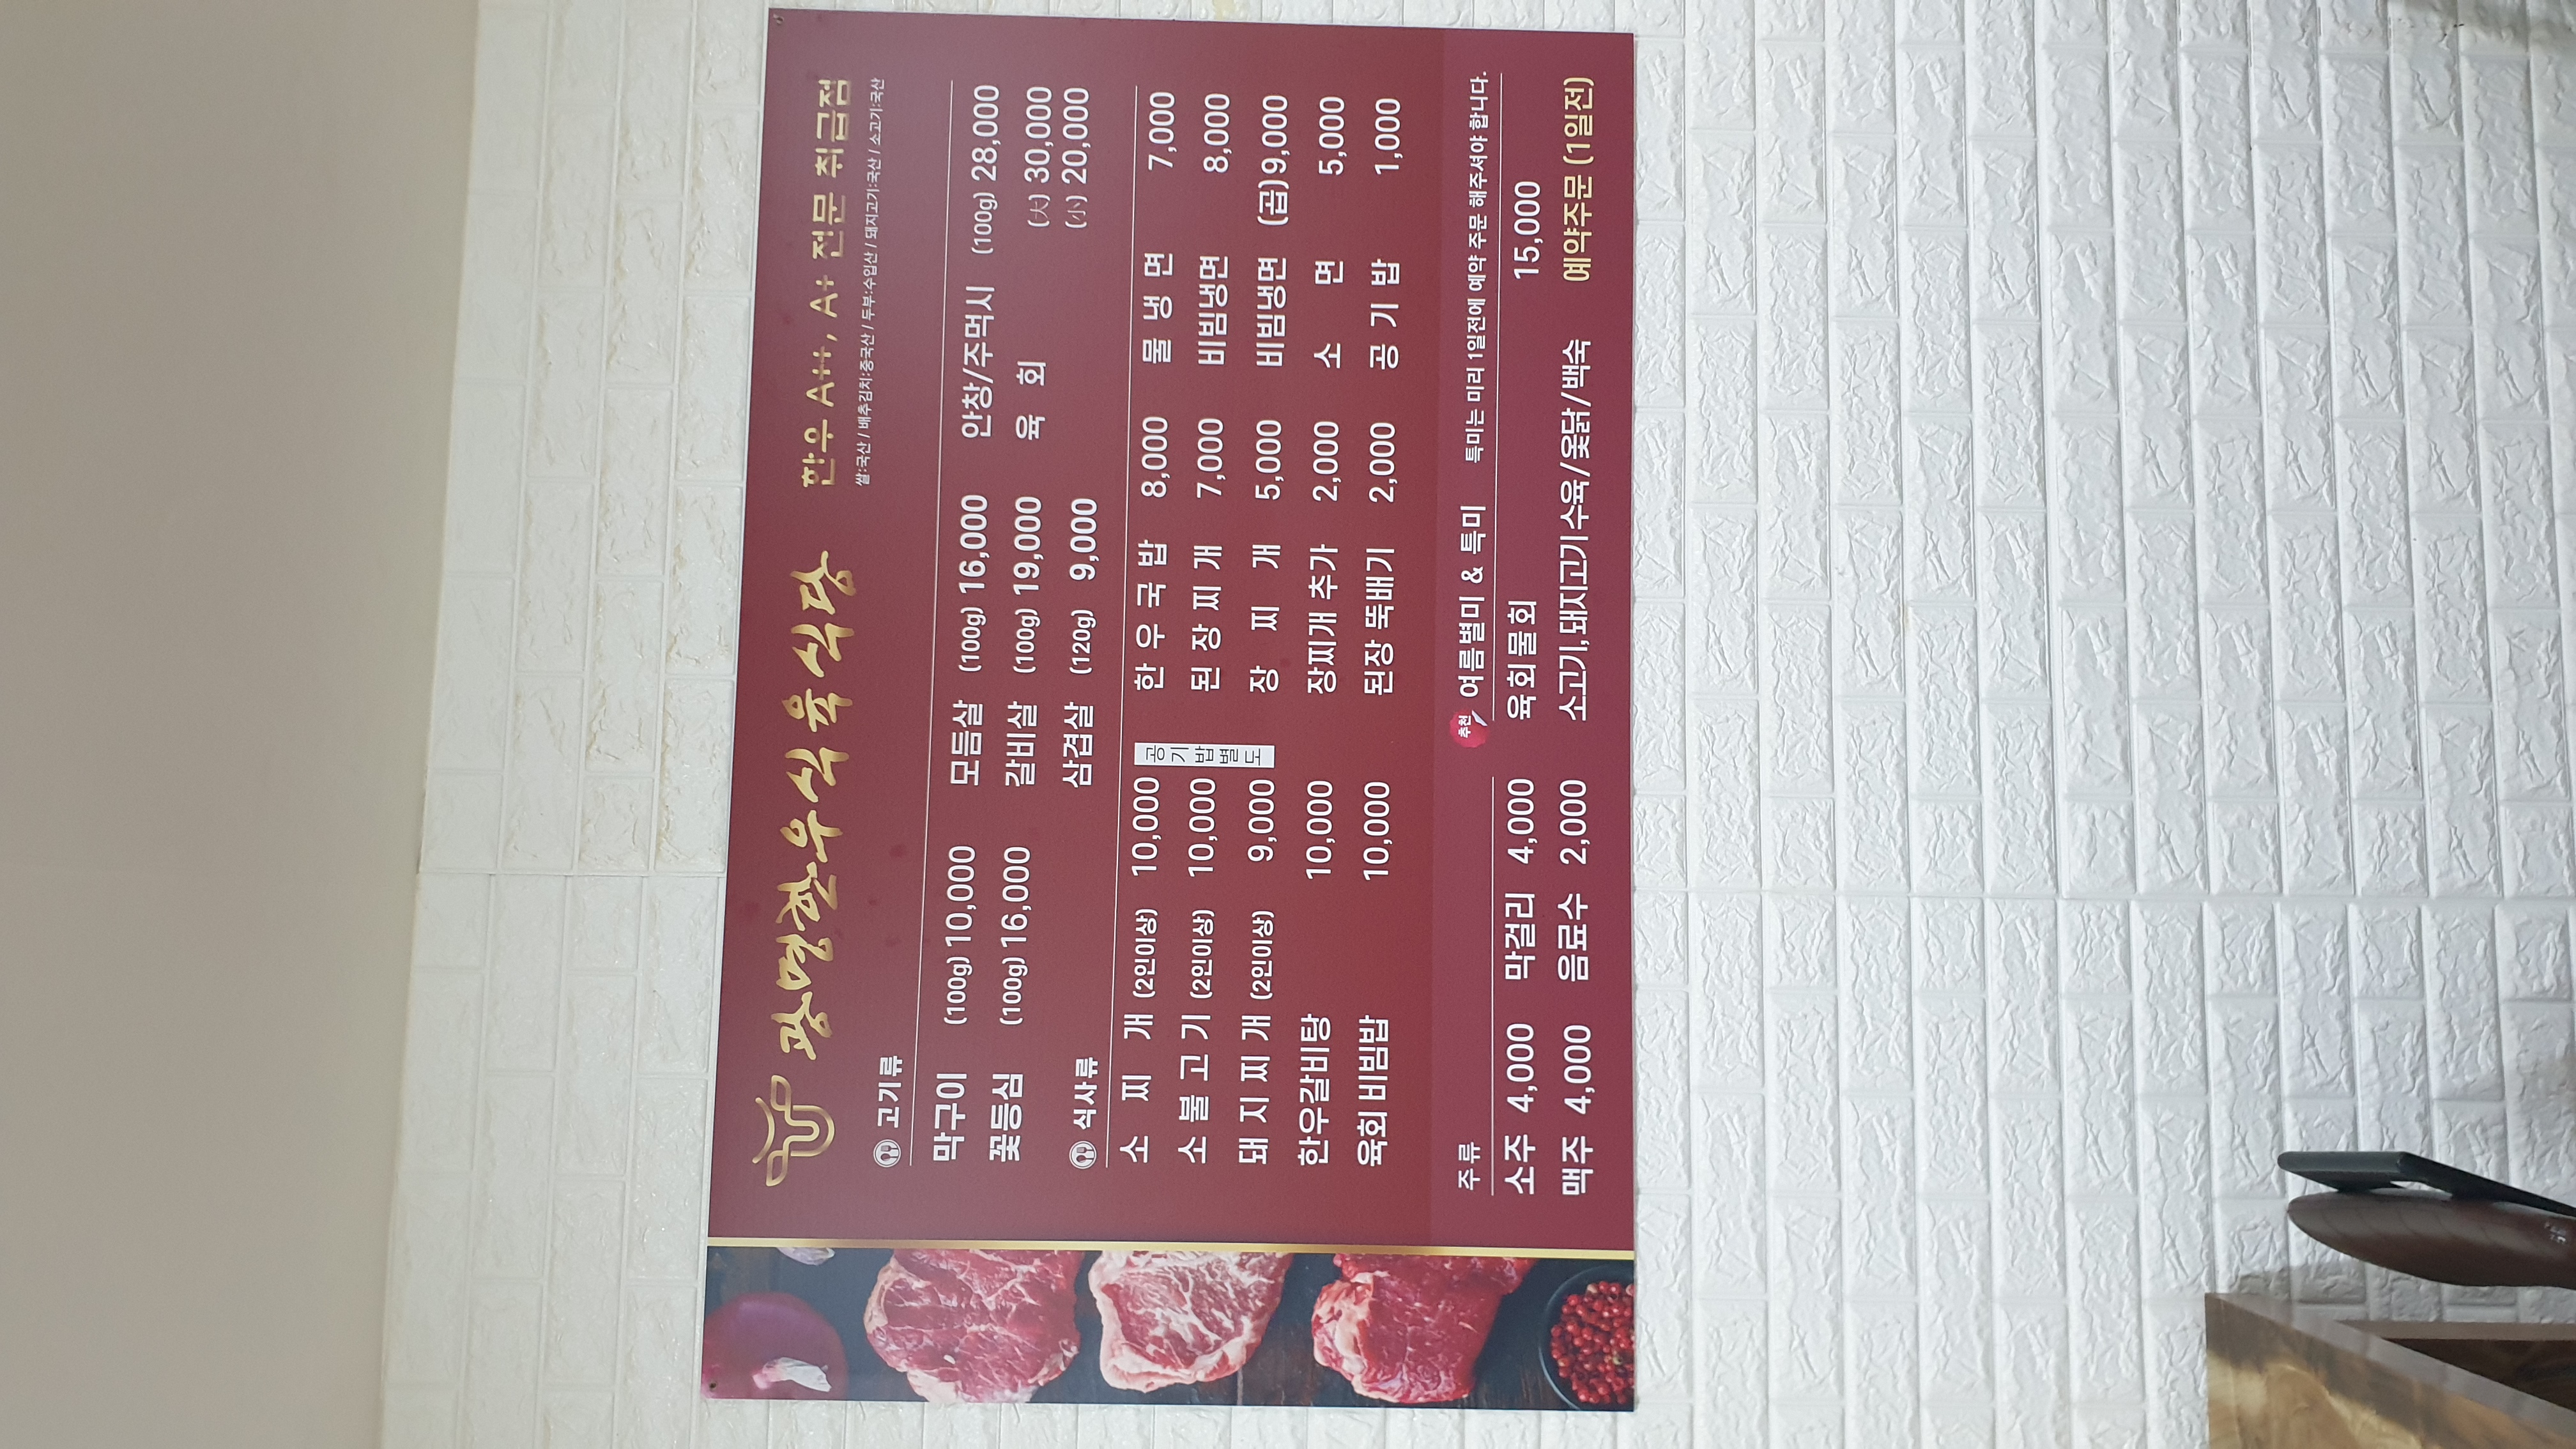 광명한우식육식당
한우 A++, A+ 전문 취급점
쌀:국산 / 배추김치:중국산 / 두부:수입산 / 돼지고기:국산 / 소고기:국산
고기류
막구이 (100g) 10,000 모듬살 (100g) 16,000 안창/주먹시 (100g) 28,000
꽃등심 (100g) 16,000 갈비살 (100g) 19,000 육 회 (大) 30,000
삼겹살 (120g) 9,000 (小) 20,000
식사류
소 찌 개 (2인이상) 10,000 한 우 국 밥 8,000 물 냉 면 7,000
소 불 고 기 (2인이상) 10,000 된 장 찌 개 7,000 비빔냉면 8,000
돼 지 찌 개 (2인이상) 9,000 장 찌 개 5,000 비빔냉면 (곱)9,000
공기밥별도
한우갈비탕 10,000 장찌개 추가 2,000 소 면 5,000
육회 비빔밥 10,000 된장 뚝배기 2,000 공 기 밥 1,000
주류
소주 4,000 막걸리 4,000
맥주 4,000 음료수 2,000
추천 여름별미 & 특미 특미는 미리 1일전에 예약 주문 해주셔야 합니다.
육회물회 15,000
소고기,돼지고기 수육/옻닭/백숙 예약주문 (1일전)